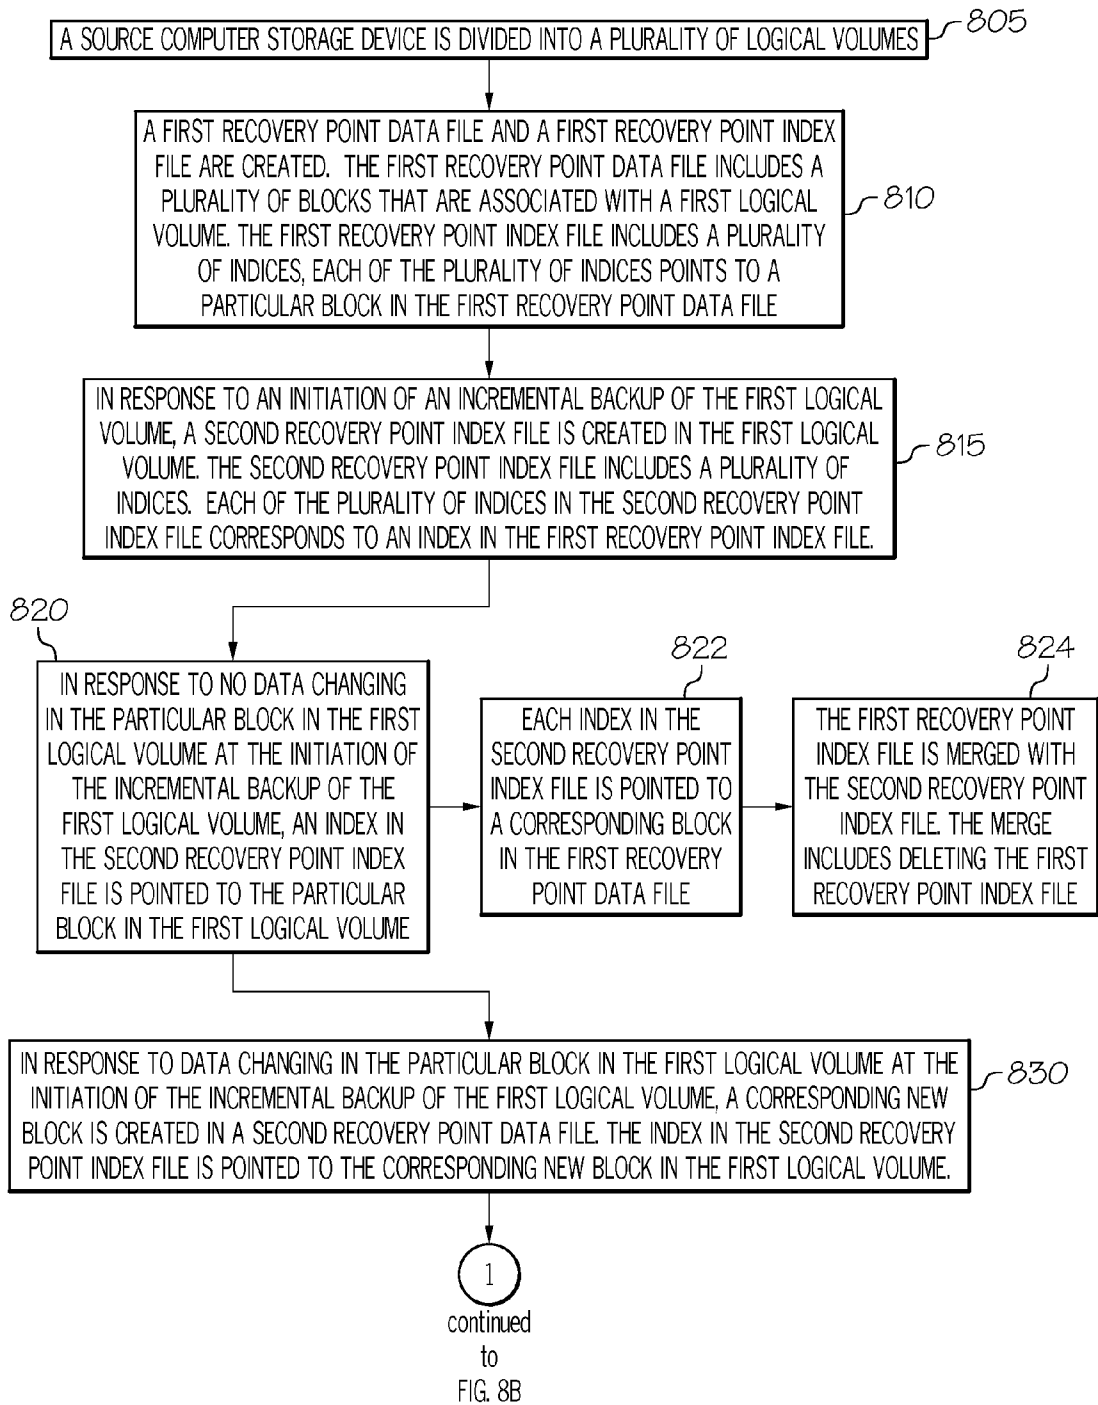 A SOURCE COMPUTER STORAGE DEVICE IS DIVIDED INTO A PLURALITY OF LOGICAL VOLUMES
805
A FIRST RECOVERY POINT DATA FILE AND A FIRST RECOVERY POINT INDEX
FILE ARE CREATED. THE FIRST RECOVERY POINT DATA FILE INCLUDES A
PLURALITY OF BLOCKS THAT ARE ASSOCIATED WITH A FIRST LOGICAL
VOLUME. THE FIRST RECOVERY POINT INDEX FILE INCLUDES A PLURALITY
OF INDICES, EACH OF THE PLURALITY OF INDICES POINTS TO A
PARTICULAR BLOCK IN THE FIRST RECOVERY POINT DATA FILE
810
IN RESPONSE TO AN INITIATION OF AN INCREMENTAL BACKUP OF THE FIRST LOGICAL
VOLUME, A SECOND RECOVERY POINT INDEX FILE IS CREATED IN THE FIRST LOGICAL
VOLUME. THE SECOND RECOVERY POINT INDEX FILE INCLUDES A PLURALITY OF
INDICES. EACH OF THE PLURALITY OF INDICES IN THE SECOND RECOVERY POINT
INDEX FILE CORRESPONDS TO AN INDEX IN THE FIRST RECOVERY POINT INDEX FILE.
815
820
IN RESPONSE TO NO DATA CHANGING
IN THE PARTICULAR BLOCK IN THE FIRST
LOGICAL VOLUME AT THE INITIATION OF
THE INCREMENTAL BACKUP OF THE
FIRST LOGICAL VOLUME, AN INDEX IN
THE SECOND RECOVERY POINT INDEX
FILE IS POINTED TO THE PARTICULAR
BLOCK IN THE FIRST LOGICAL VOLUME
822
EACH INDEX IN THE
SECOND RECOVERY POINT
INDEX FILE IS POINTED TO
A CORRESPONDING BLOCK
IN THE FIRST RECOVERY
POINT DATA FILE
824
THE FIRST RECOVERY POINT
INDEX FILE IS MERGED WITH
THE SECOND RECOVERY POINT
INDEX FILE. THE MERGE
INCLUDES DELETING THE FIRST
RECOVERY POINT INDEX FILE
IN RESPONSE TO DATA CHANGING IN THE PARTICULAR BLOCK IN THE FIRST LOGICAL VOLUME AT THE
INITIATION OF THE INCREMENTAL BACKUP OF THE FIRST LOGICAL VOLUME, A CORRESPONDING NEW
BLOCK IS CREATED IN A SECOND RECOVERY POINT DATA FILE. THE INDEX IN THE SECOND RECOVERY
POINT INDEX FILE IS POINTED TO THE CORRESPONDING NEW BLOCK IN THE FIRST LOGICAL VOLUME.
830
1
continued
to
FIG. 8B